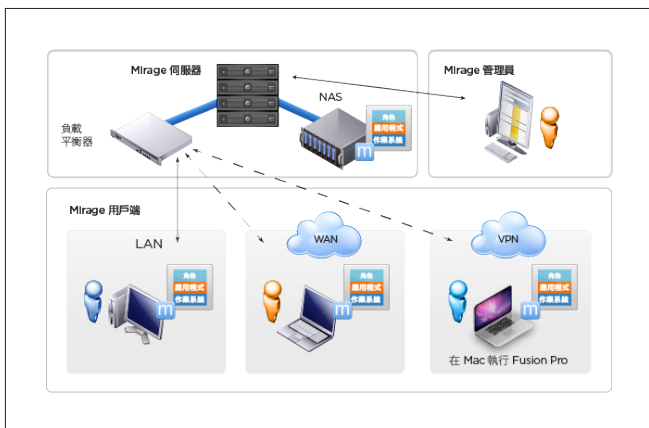 Mirage 伺服器
Mirage 管理員
NAS
負載
平衡器
角色
應用程式
作業系統
m
Mirage 用戶端
LAN
WAN
VPN
角色
應用程式
作業系統
m
角色
應用程式
作業系統
m
角色
應用程式
作業系統
m
在 Mac 執行 Fusion Pro